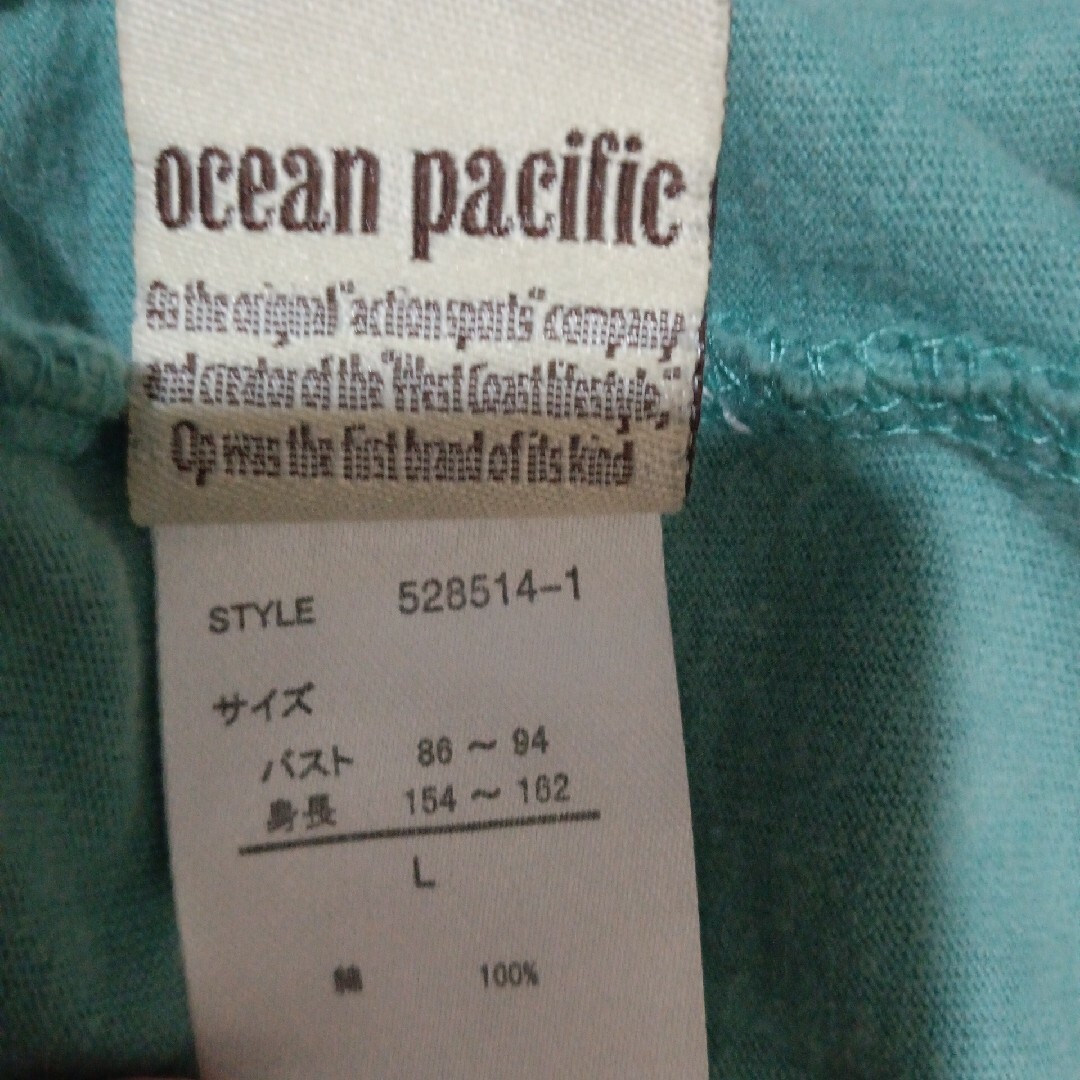 ocean pacific
As the original "action sports" company
and creator of the "West Coast lifestyle,"
Op was the first brand of its kind
STYLE 528514-1
サイズ
バスト 86 ~ 94
身長 154 ~ 162
L
綿 100%